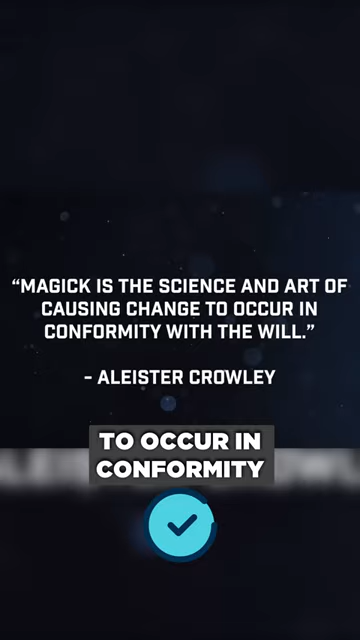 “MAGICK IS THE SCIENCE AND ART OF
CAUSING CHANGE TO OCCUR IN
CONFORMITY WITH THE WILL.”
- ALEISTER CROWLEY
TO OCCUR IN
CONFORMITY